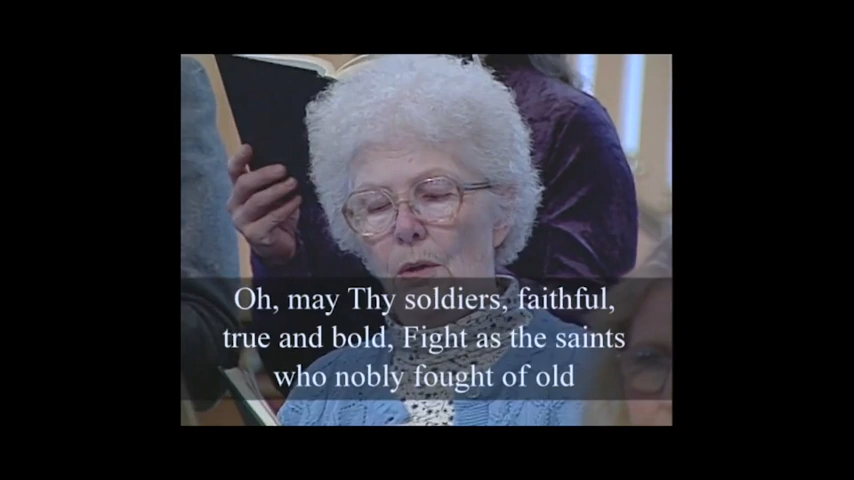 Oh, may Thy soldiers, faithful,
true and bold, Fight as the saints
who nobly fought of old